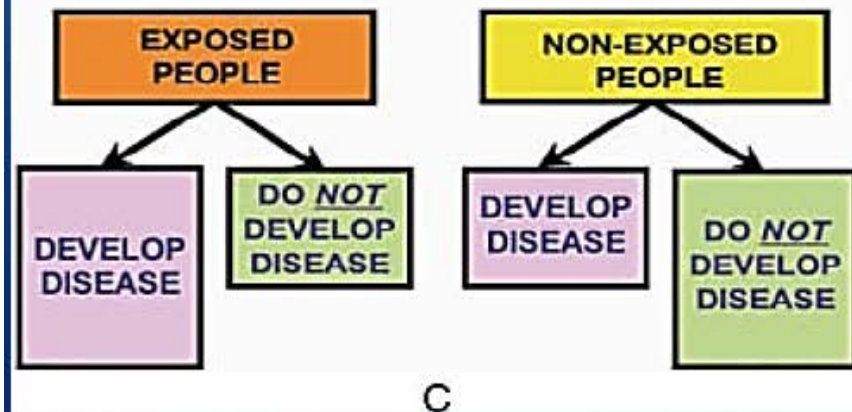 EXPOSED
PEOPLE
NON-EXPOSED
PEOPLE
DEVELOP
DISEASE
DO NOT
DEVELOP
DISEASE
DEVELOP
DISEASE
DO NOT
DEVELOP
DISEASE
C